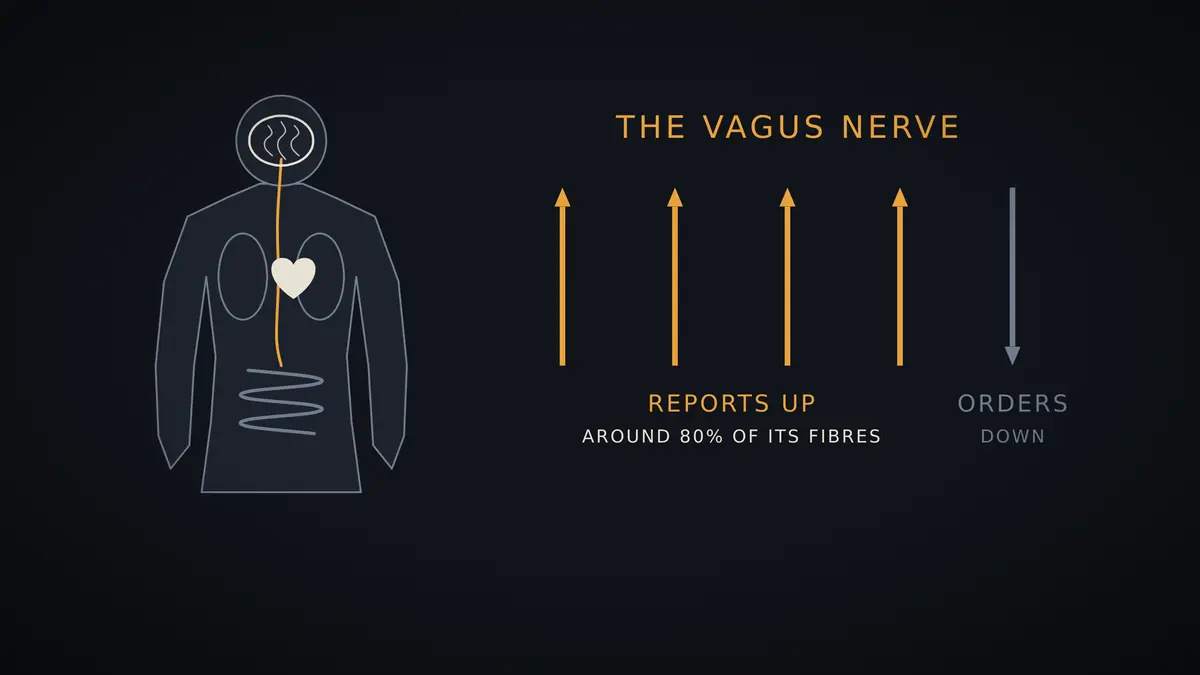 THE VAGUS NERVE
REPORTS UP
AROUND 80% OF ITS FIBRES
ORDERS
DOWN